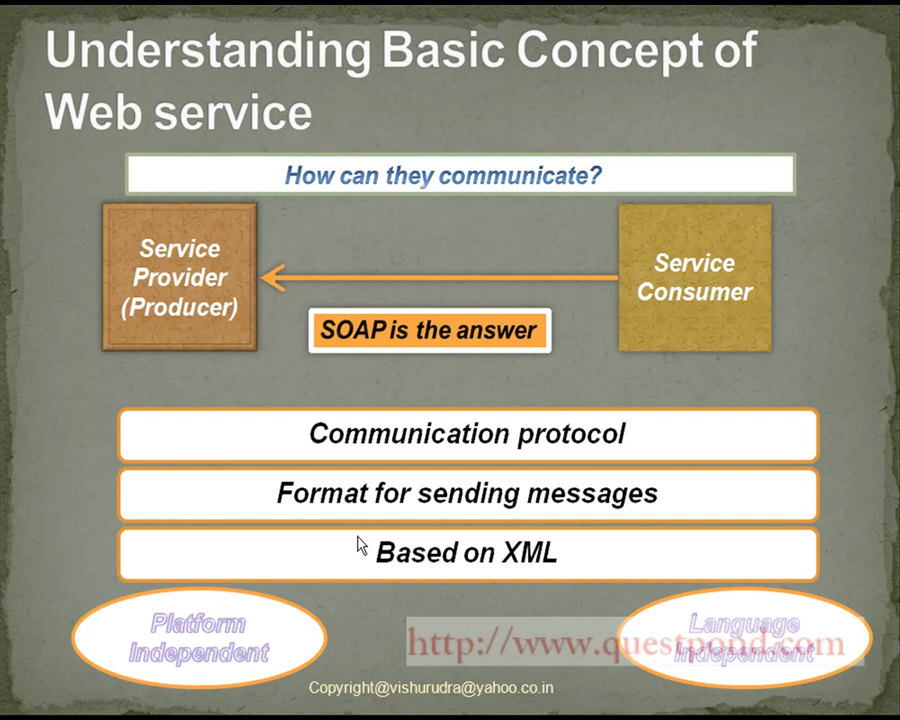 Understanding Basic Concept of
Web service
How can they communicate?
Service
Provider
(Producer)
Service
Consumer
SOAP is the answer
Communication protocol
Format for sending messages
Based on XML
Platform
Independent
Language
Independent
http://www.questpond.com
Copyright@vishurudra@yahoo.co.in